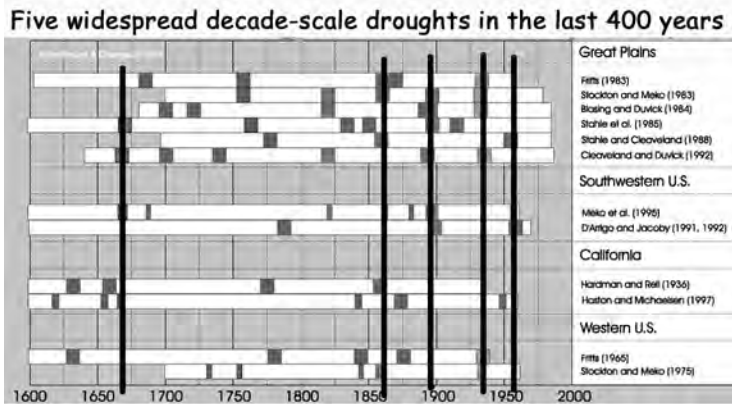 Five widespread decade-scale droughts in the last 400 years
Great Plains
Fritts (1983)
Stockton and Meko (1983)
Blasing and Duvick (1984)
Stahle et al. (1985)
Stahle and Cleaveland (1988)
Cleaveland and Duvick (1992)
Southwestern U.S.
Meko et al. (1995)
D'Arrigo and Jacoby (1991, 1992)
California
Hardman and Reil (1936)
Haston and Michaelsen (1997)
Western U.S.
Fritts (1965)
Stockton and Meko (1975)
1600 1650 1700 1750 1800 1850 1900 1950 2000